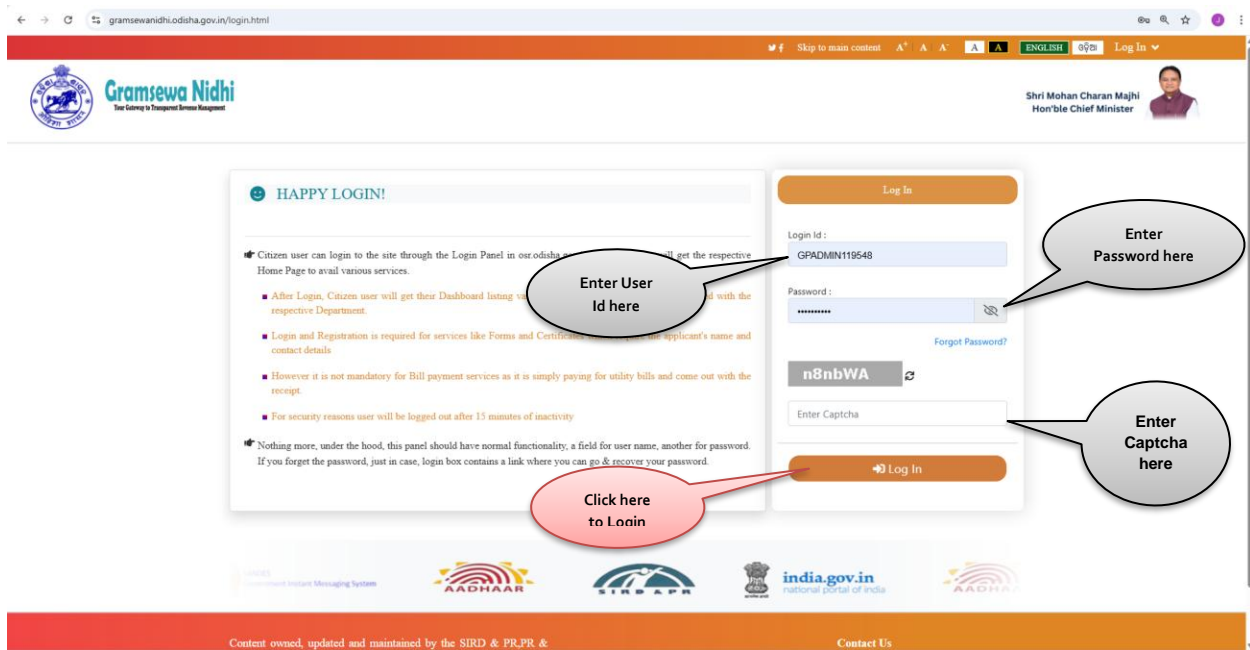 gramsewanidhi.odisha.gov.in/login.html
Skip to main content A+ A A- A A ENGLISH ଓଡ଼ିଆ Log In
Gramsewa Nidhi
Your Gateway to Transparent Revenue Management
Shri Mohan Charan Majhi
Hon'ble Chief Minister
HAPPY LOGIN!
Citizen user can login to the site through the Login Panel in osr.odisha will get the respective
Home Page to avail various services.
After Login, Citizen user will get their Dashboard listing with the
respective Department.
Login and Registration is required for services like Forms and Certificates applicant's name and
contact details
However it is not mandatory for Bill payment services as it is simply paying for utility bills and come out with the
receipt.
For security reasons user will be logged out after 15 minutes of inactivity
Nothing more, under the hood, this panel should have normal functionality, a field for user name, another for password.
If you forget the password, just in case, login box contains a link where you can go & recover your password.
Log In
Login Id :
GPADMIN119548
Password :
••••••••••
Forgot Password?
n8nbWA
Enter Captcha
Log In
Enter User
Id here
Enter
Password here
Enter
Captcha
here
Click here
to Login
Instant Messaging System
AADHAAR
SIRD & PR
india.gov.in
national portal of india
AADHA
Content owned, updated and maintained by the SIRD & PR,PR &
Contact Us